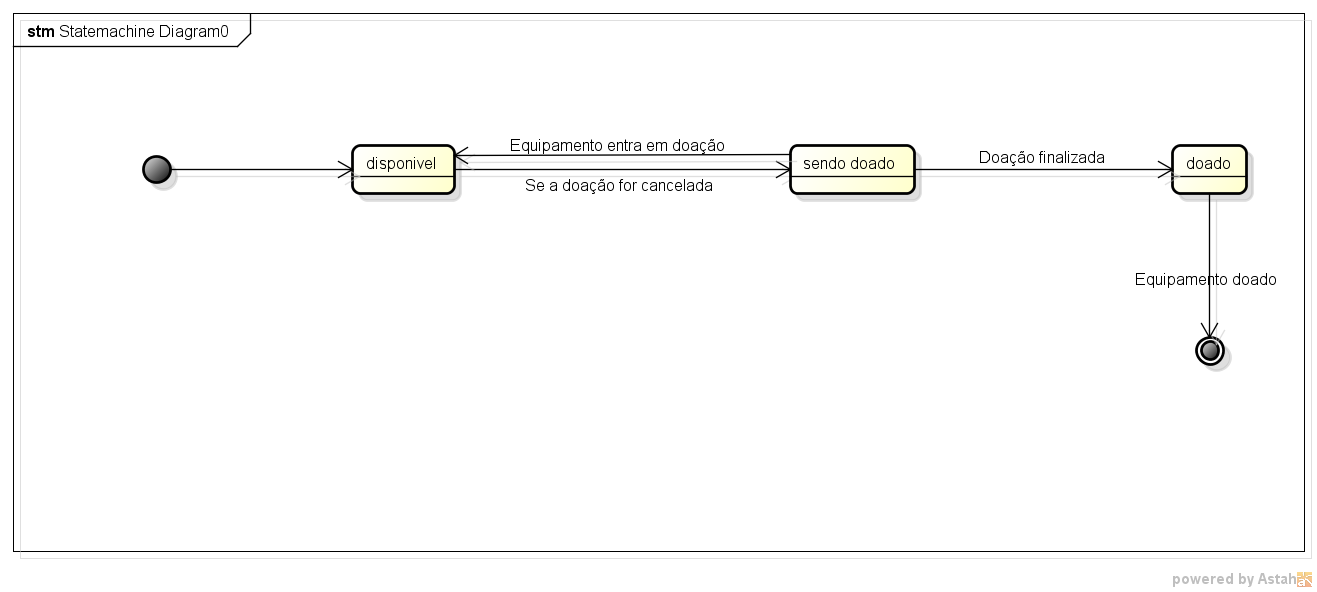 stm Statemachine Diagram0
Equipamento entra em doação
disponivel
sendo doado
Doação finalizada
doado
Se a doação for cancelada
Equipamento doado
powered by Astah